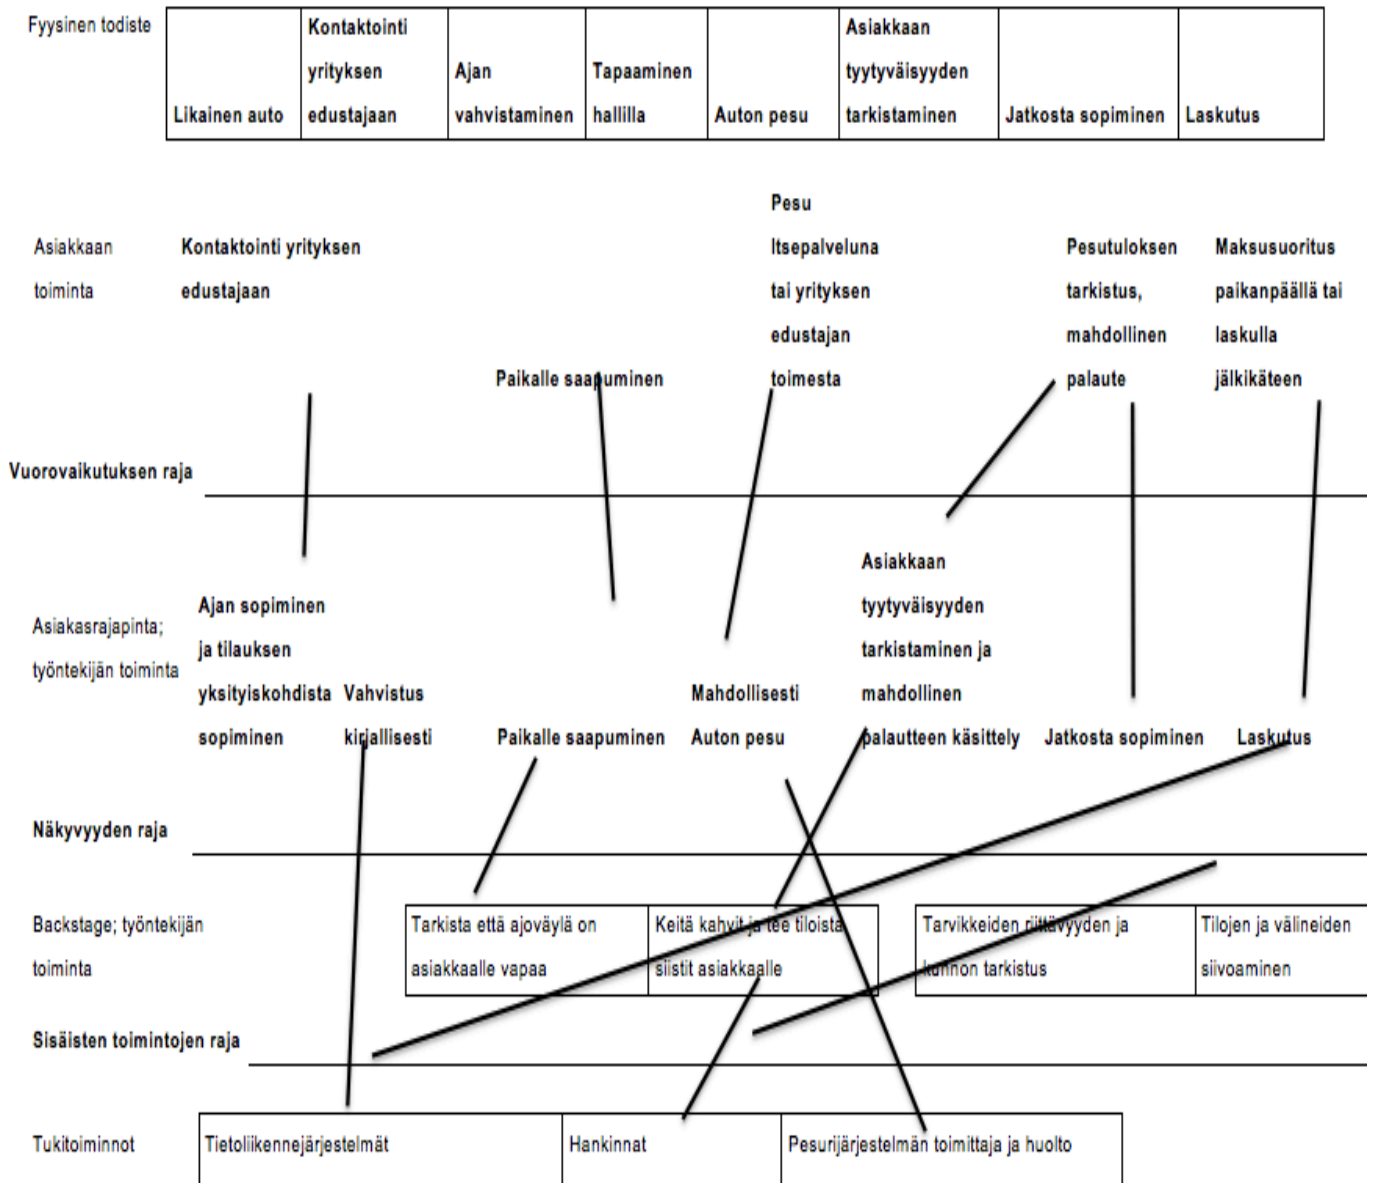 Fyysinen todiste
Likainen auto
Kontaktointi
yrityksen
edustajaan
Ajan
vahvistaminen
Tapaaminen
hallilla
Auton pesu
Asiakkaan
tyytyväisyyden
tarkistaminen
Jatkosta sopiminen
Laskutus
Asiakkaan
toiminta
Kontaktointi yrityksen
edustajaan
Paikalle saapuminen
Pesu
Itsepalveluna
tai yrityksen
edustajan
toimesta
Pesutuloksen
tarkistus,
mahdollinen
palaute
Maksusuoritus
paikanpäällä tai
laskulla
jälkikäteen
Vuorovaikutuksen raja
Asiakasrajapinta;
työntekijän toiminta
Ajan sopiminen
ja tilauksen
yksityiskohdista
sopiminen
Vahvistus
kirjallisesti
Paikalle saapuminen
Mahdollisesti
Auton pesu
Asiakkaan
tyytyväisyyden
tarkistaminen ja
mahdollinen
palautteen käsittely
Jatkosta sopiminen
Laskutus
Näkyvyyden raja
Backstage; työntekijän
toiminta
Tarkista että ajoväylä on
asiakkaalle vapaa
Keitä kahvit ja tee tiloista
siistit asiakkaalle
Tarvikkeiden riittävyyden ja
kunnon tarkistus
Tilojen ja välineiden
siivoaminen
Sisäisten toimintojen raja
Tukitoiminnot
Tietoliikennejärjestelmät
Hankinnat
Pesurijärjestelmän toimittaja ja huolto